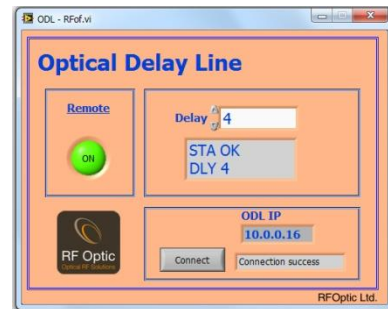 ODL - RFof.vi
Optical Delay Line
Remote
ON
Delay 4
STA OK
DLY 4
RF Optic
Optical RF Solutions
ODL IP
10.0.0.16
Connect
Connection success
RFOptic Ltd.